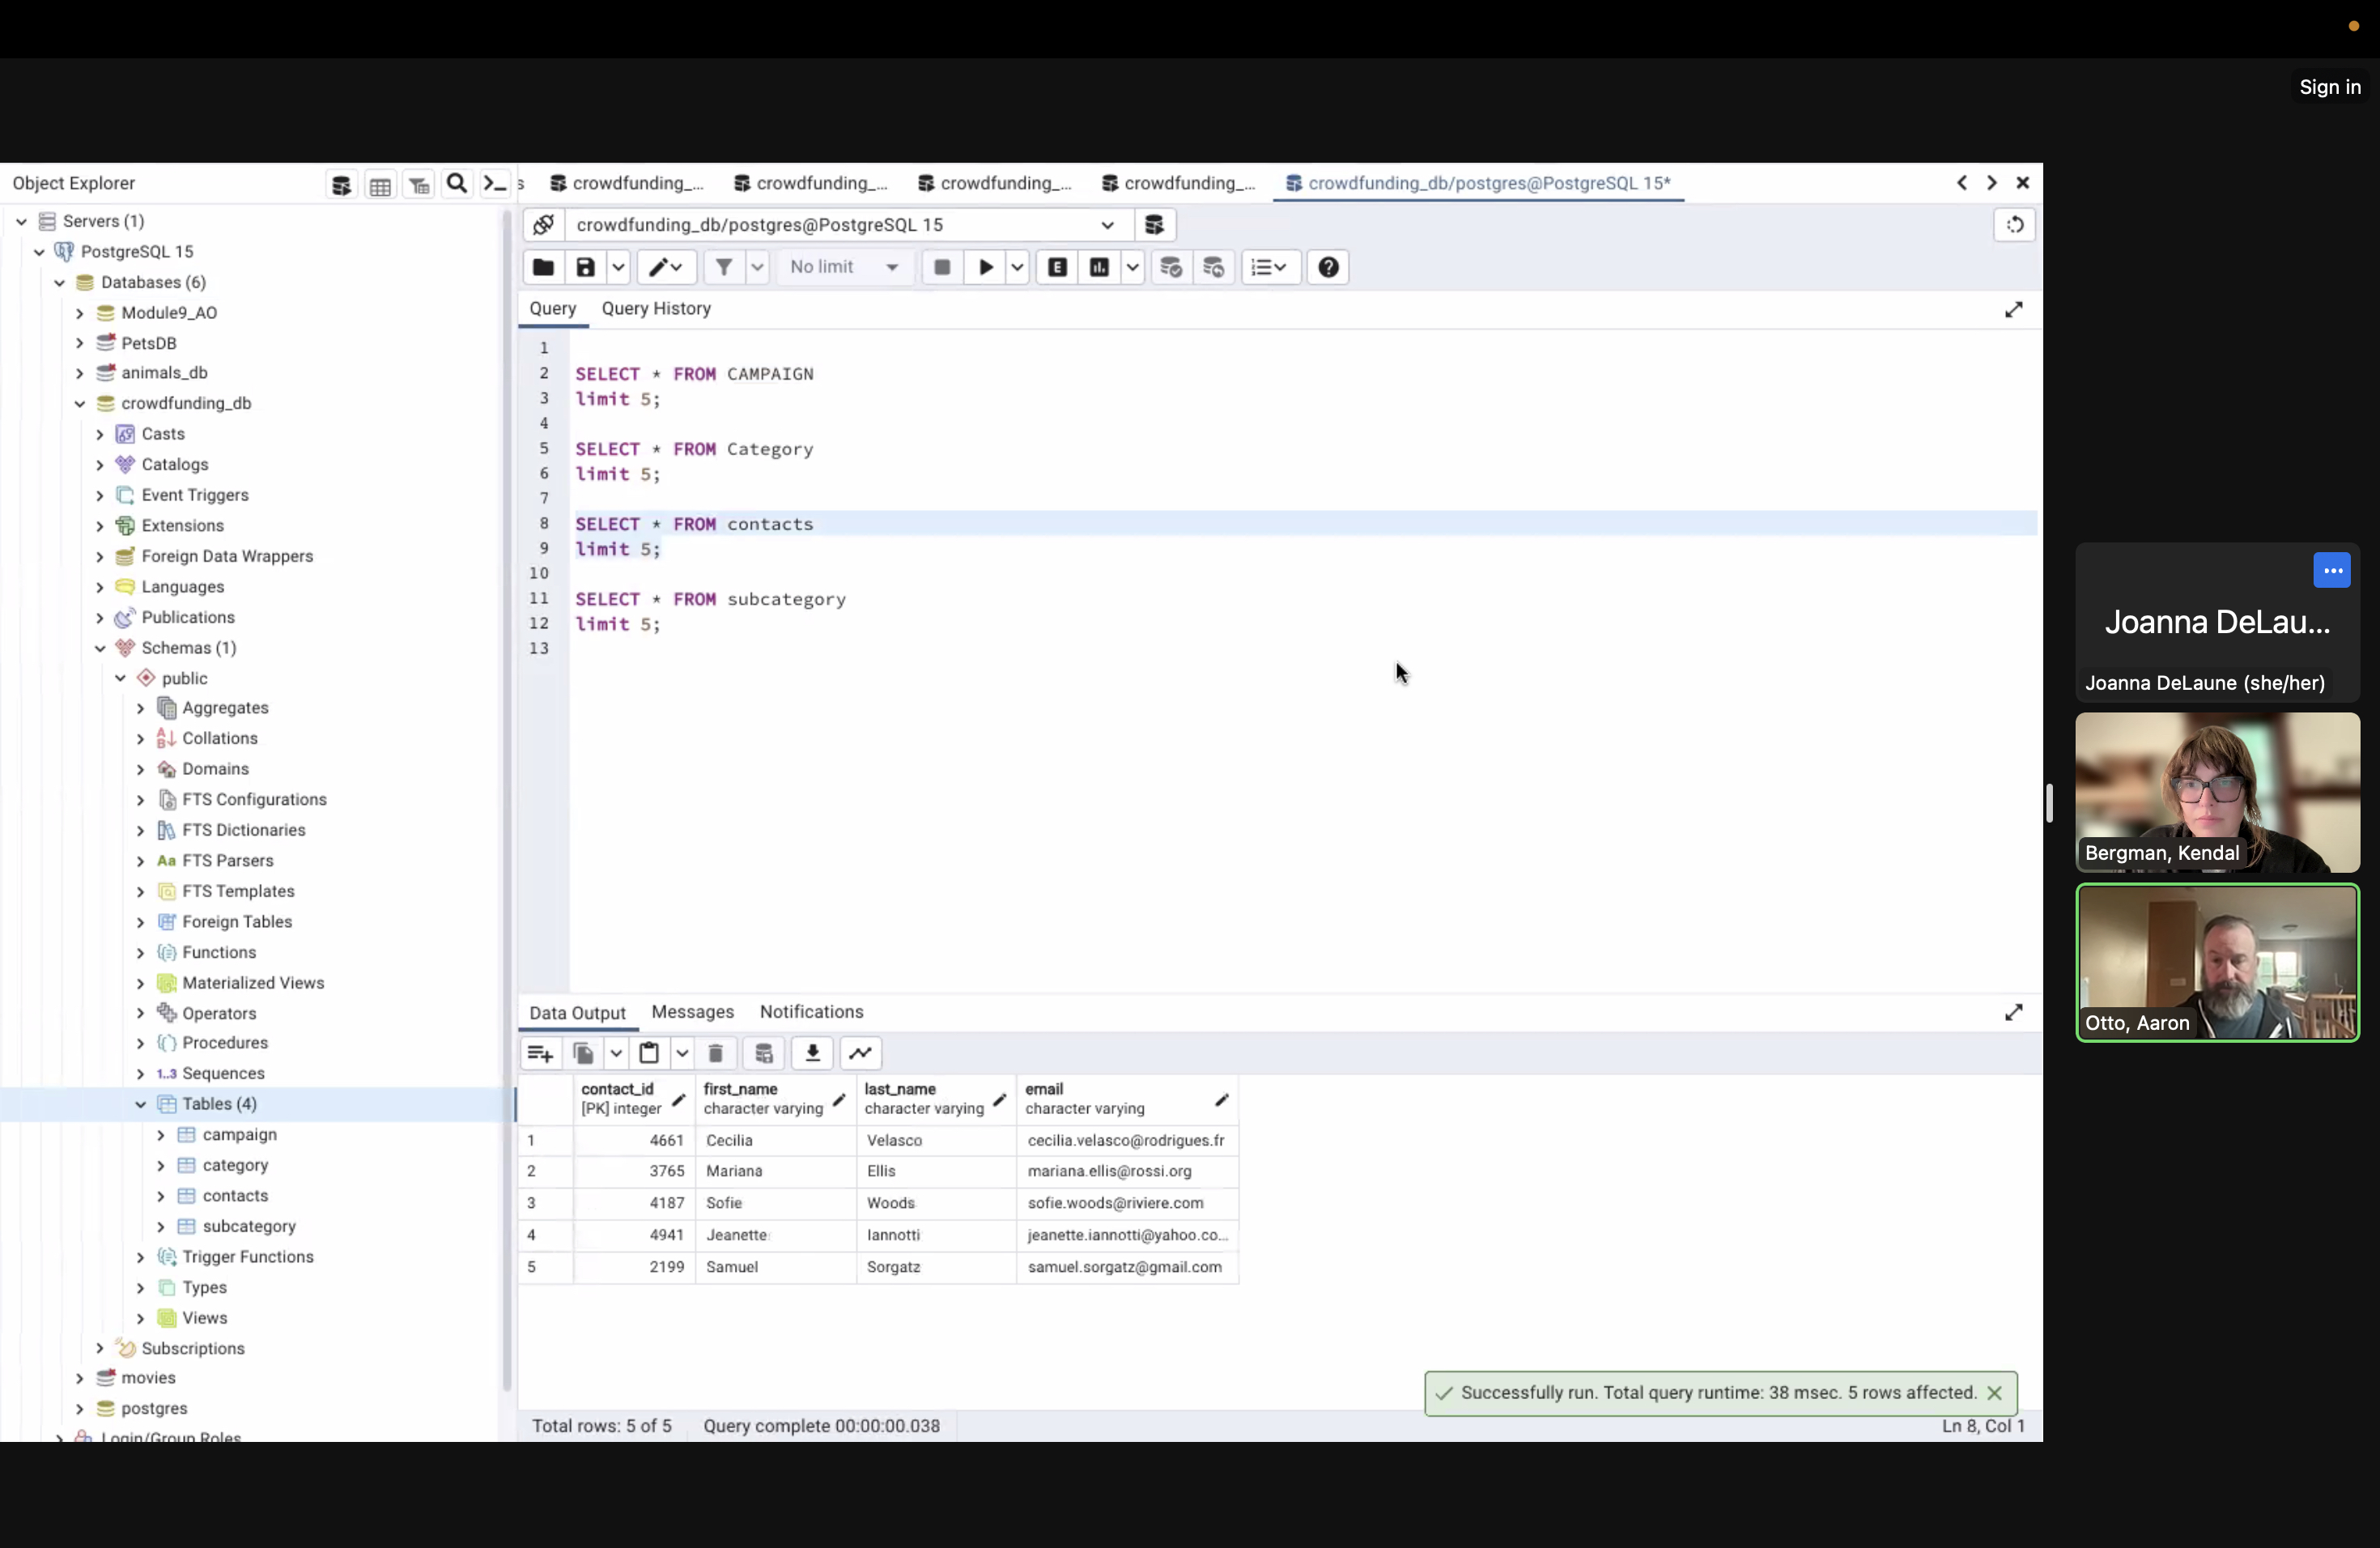 Sign in
Object Explorer
s
crowdfunding_...
crowdfunding_...
crowdfunding_...
crowdfunding_...
crowdfunding_db/postgres@PostgreSQL 15*
Servers (1)
PostgreSQL 15
Databases (6)
Module9_AO
PetsDB
animals_db
crowdfunding_db
Casts
Catalogs
Event Triggers
Extensions
Foreign Data Wrappers
Languages
Publications
Schemas (1)
public
Aggregates
Collations
Domains
FTS Configurations
FTS Dictionaries
Aa FTS Parsers
FTS Templates
Foreign Tables
Functions
Materialized Views
Operators
Procedures
1..3 Sequences
Tables (4)
campaign
category
contacts
subcategory
Trigger Functions
Types
Views
Subscriptions
movies
postgres
Login/Group Roles
crowdfunding_db/postgres@PostgreSQL 15
No limit
E
Query
Query History
1
2 SELECT * FROM CAMPAIGN
3 limit 5;
4
5 SELECT * FROM Category
6 limit 5;
7
8 SELECT * FROM contacts
9 limit 5;
10
11 SELECT * FROM subcategory
12 limit 5;
13
Data Output
Messages
Notifications
contact_id [PK] integer
first_name character varying
last_name character varying
email character varying
1 4661 Cecilia Velasco cecilia.velasco@rodrigues.fr
2 3765 Mariana Ellis mariana.ellis@rossi.org
3 4187 Sofie Woods sofie.woods@riviere.com
4 4941 Jeanette Iannotti jeanette.iannotti@yahoo.co...
5 2199 Samuel Sorgatz samuel.sorgatz@gmail.com
Successfully run. Total query runtime: 38 msec. 5 rows affected.
Total rows: 5 of 5
Query complete 00:00:00.038
Ln 8, Col 1
Joanna DeLau...
Joanna DeLaune (she/her)
Bergman, Kendal
Otto, Aaron